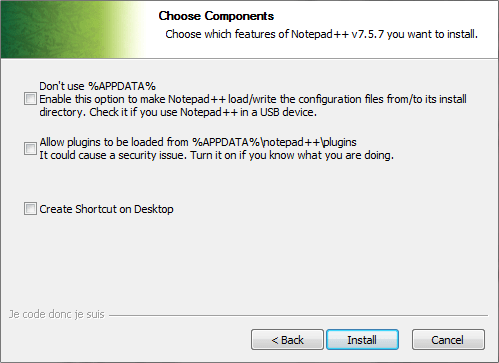 Choose Components
Choose which features of Notepad++ v7.5.7 you want to install.
Don't use %APPDATA%
Enable this option to make Notepad++ load/write the configuration files from/to its install
directory. Check it if you use Notepad++ in a USB device.
Allow plugins to be loaded from %APPDATA%\notepad++\plugins
It could cause a security issue. Turn it on if you know what you are doing.
Create Shortcut on Desktop
Je code donc je suis
< Back
Install
Cancel